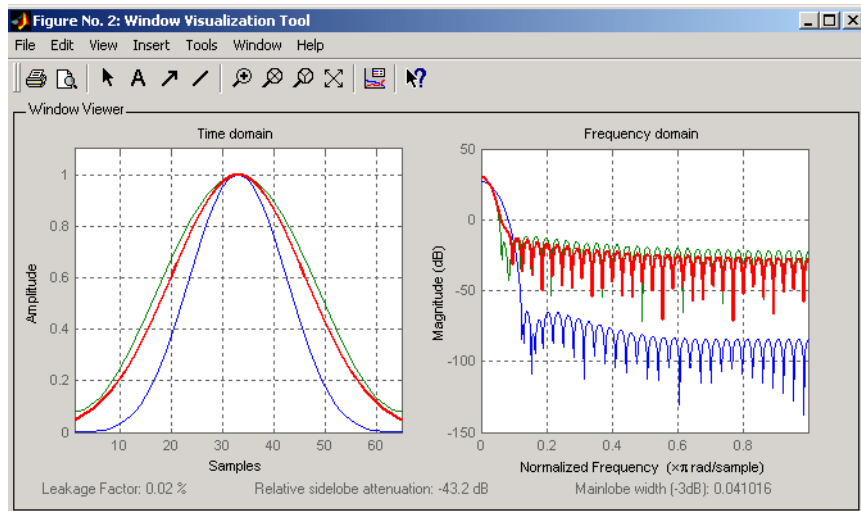 Figure No. 2: Window Visualization Tool
File Edit View Insert Tools Window Help
A
Window Viewer
Time domain
Frequency domain
1
0.8
0.6
0.4
0.2
0
Amplitude
10 20 30 40 50 60
Samples
50
0
-50
-100
-150
Magnitude (dB)
0 0.2 0.4 0.6 0.8
Normalized Frequency (×π rad/sample)
Leakage Factor: 0.02 % Relative sidelobe attenuation: -43.2 dB Mainlobe width (-3dB): 0.041016